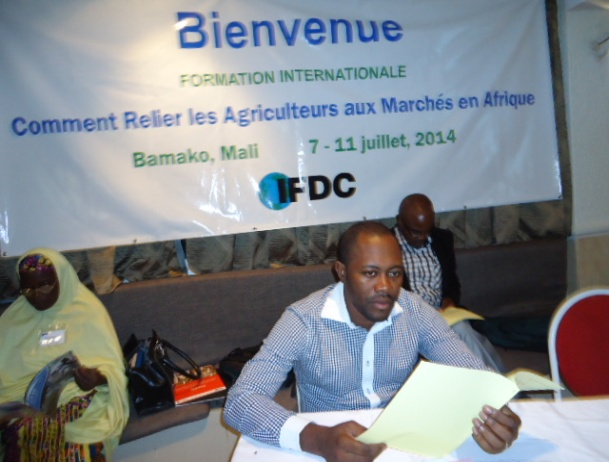 Bienvenue
FORMATION INTERNATIONALE
Comment Relier les Agriculteurs aux Marchés en Afrique
Bamako, Mali 7 - 11 juillet, 2014
IFDC